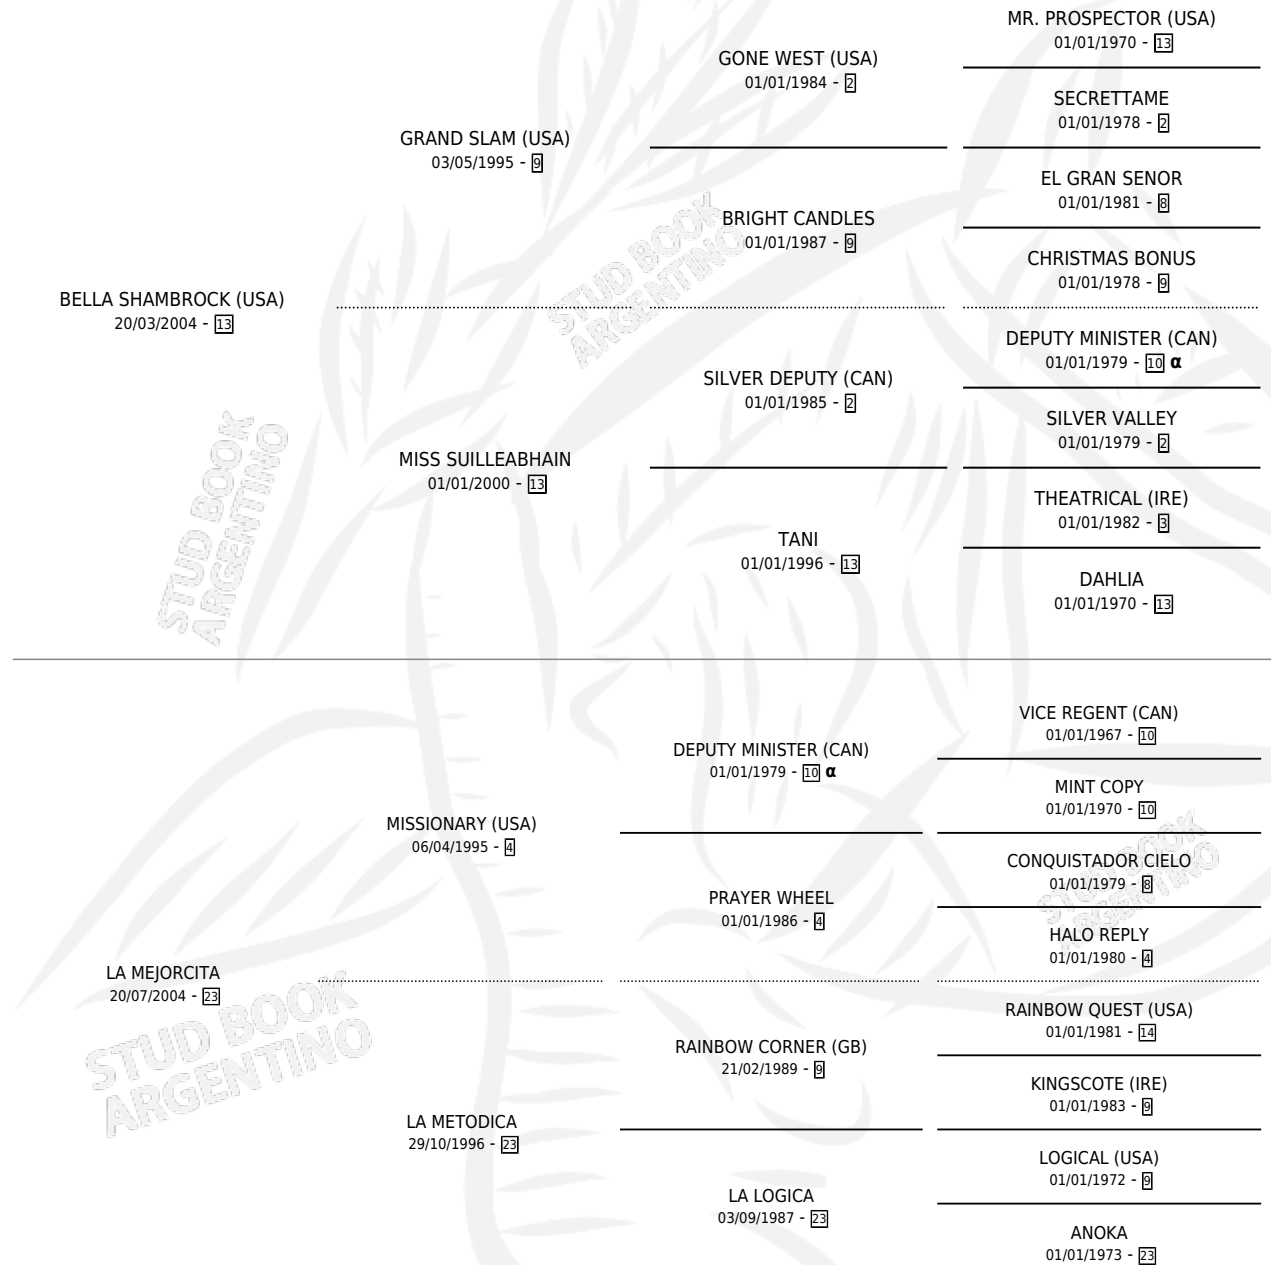 MR. PROSPECTOR (USA)
01/01/1970 - 13
GONE WEST (USA)
01/01/1984 - 2
SECRETTAME
01/01/1978 - 2
GRAND SLAM (USA)
03/05/1995 - 9
EL GRAN SENOR
01/01/1981 - 8
BRIGHT CANDLES
01/01/1987 - 9
CHRISTMAS BONUS
01/01/1978 - 9
BELLA SHAMBROCK (USA)
20/03/2004 - 13
DEPUTY MINISTER (CAN)
01/01/1979 - 10 α
SILVER DEPUTY (CAN)
01/01/1985 - 2
SILVER VALLEY
01/01/1979 - 2
MISS SUILLEABHAIN
01/01/2000 - 13
THEATRICAL (IRE)
01/01/1982 - 3
TANI
01/01/1996 - 13
DAHLIA
01/01/1970 - 13
VICE REGENT (CAN)
01/01/1967 - 10
DEPUTY MINISTER (CAN)
01/01/1979 - 10 α
MINT COPY
01/01/1970 - 10
MISSIONARY (USA)
06/04/1995 - 4
CONQUISTADOR CIELO
01/01/1979 - 8
PRAYER WHEEL
01/01/1986 - 4
HALO REPLY
01/01/1980 - 4
LA MEJORCITA
20/07/2004 - 23
RAINBOW QUEST (USA)
01/01/1981 - 14
RAINBOW CORNER (GB)
21/02/1989 - 9
KINGSCOTE (IRE)
01/01/1983 - 9
LA METODICA
29/10/1996 - 23
LOGICAL (USA)
01/01/1972 - 9
LA LOGICA
03/09/1987 - 23
ANOKA
01/01/1973 - 23
STUD BOOK
ARGENTINO
STUD BOOK
ARGENTINO
STUD BOOK
ARGENTINO
STUD BOOK
ARGENTINO